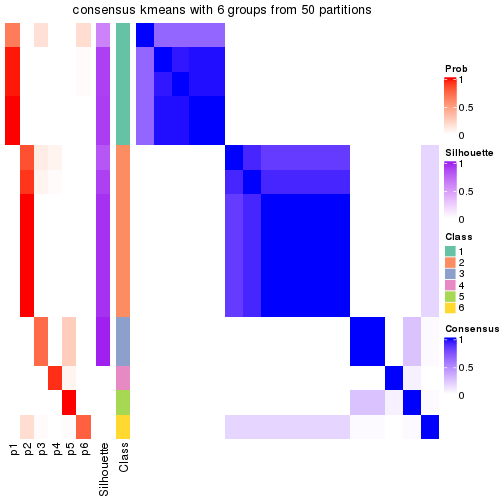 consensus kmeans with 6 groups from 50 partitions
Prob
1
0.5
0
Silhouette
1
0.5
0
Class
1
2
3
4
5
6
Consensus
1
0.5
0
p1
p2
p3
p4
p5
p6
Silhouette
Class